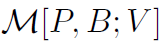 ℳ[P, B; V]